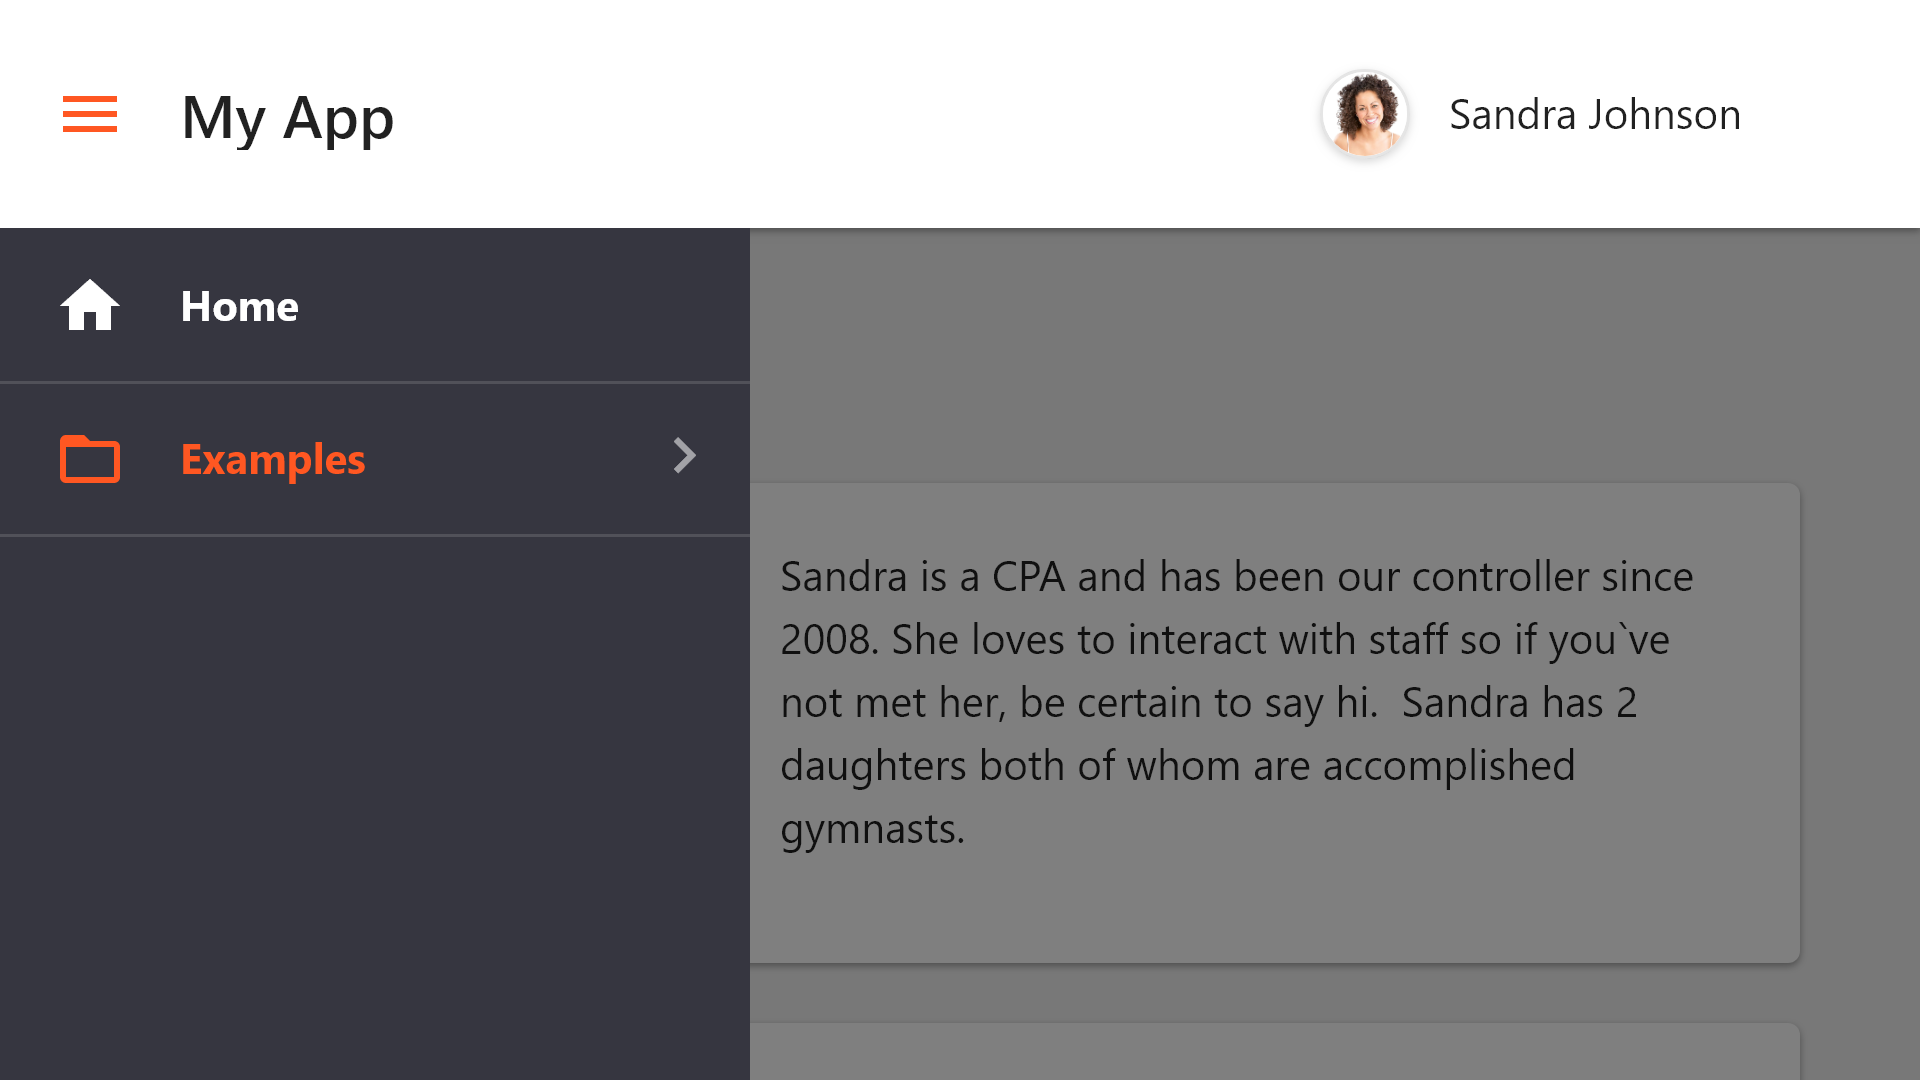 My App
Sandra Johnson
Home
Examples
Sandra is a CPA and has been our controller since
2008. She loves to interact with staff so if you`ve
not met her, be certain to say hi.  Sandra has 2
daughters both of whom are accomplished
gymnasts.